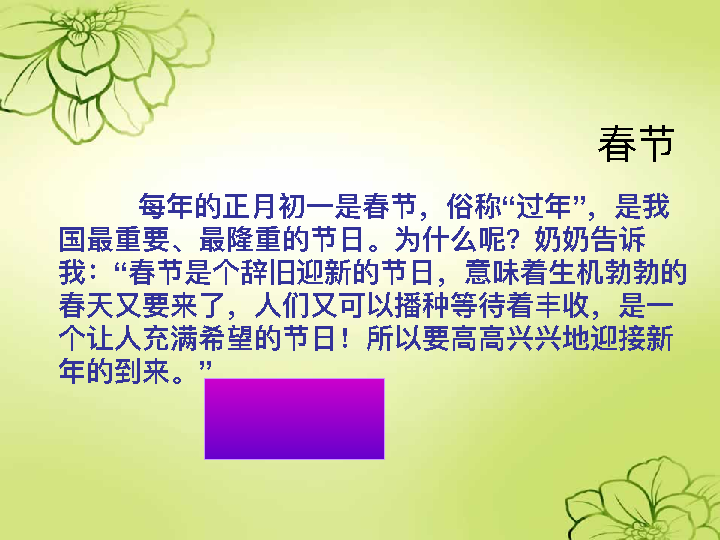 春节
每年的正月初一是春节，俗称“过年”，是我
国最重要、最隆重的节日。为什么呢？奶奶告诉
我：“春节是个辞旧迎新的节日，意味着生机勃勃的
春天又要来了，人们又可以播种等待着丰收，是一
个让人充满希望的节日！所以要高高兴兴地迎接新
年的到来。”